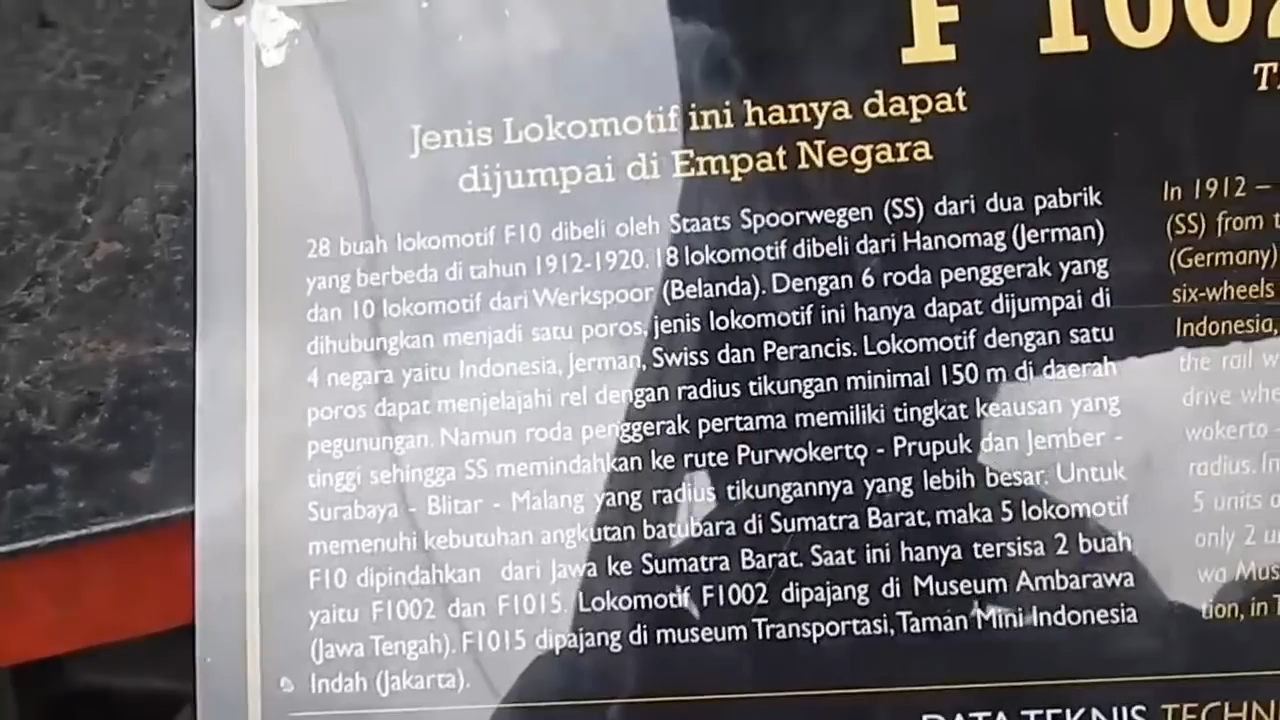 F 1002
Jenis Lokomotif ini hanya dapat
dijumpai di Empat Negara
28 buah lokomotif F10 dibeli oleh Staats Spoorwegen (SS) dari dua pabrik
yang berbeda di tahun 1912-1920. 18 lokomotif dibeli dari Hanomag (Jerman)
dan 10 lokomotif dari Werkspoor (Belanda). Dengan 6 roda penggerak yang
dihubungkan menjadi satu poros, jenis lokomotif ini hanya dapat dijumpai di
4 negara yaitu Indonesia, Jerman, Swiss dan Perancis. Lokomotif dengan satu
poros dapat menjelajahi rel dengan radius tikungan minimal 150 m di daerah
pegunungan. Namun roda penggerak pertama memiliki tingkat keausan yang
tinggi sehingga SS memindahkan ke rute Purwokerto - Prupuk dan Jember -
Surabaya - Blitar - Malang yang radius tikungannya yang lebih besar. Untuk
memenuhi kebutuhan angkutan batubara di Sumatra Barat, maka 5 lokomotif
F10 dipindahkan dari Jawa ke Sumatra Barat. Saat ini hanya tersisa 2 buah
yaitu F1002 dan F1015. Lokomotif F1002 dipajang di Museum Ambarawa
(Jawa Tengah). F1015 dipajang di museum Transportasi, Taman Mini Indonesia
Indah (Jakarta).
In 1912 –
(SS) from
(Germany)
six-wheels
Indonesia,
the rail
drive
wokerto -
radius.
5 units
only 2
wa
tion, in
DATA TEKNIS TECHN